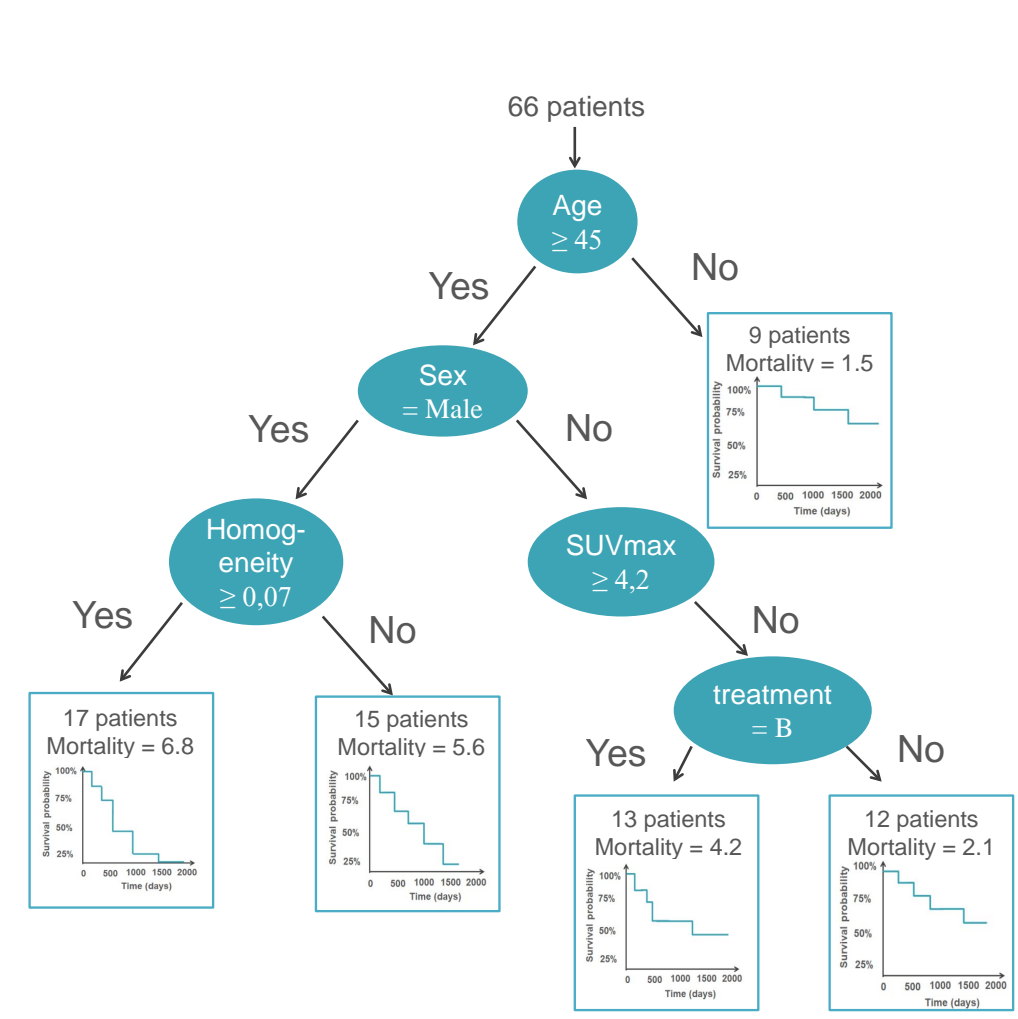 66 patients
Age
≥ 45
Yes
No
9 patients
Mortality = 1.5
Survival probability
100%
75%
50%
25%
0 500 1000 1500 2000
Time (days)
Sex
= Male
Yes
No
Homog-
eneity
≥ 0,07
SUVmax
≥ 4,2
Yes
No
No
treatment
= B
Yes
No
17 patients
Mortality = 6.8
Survival probability
100%
75%
50%
25%
0 500 1000 1500 2000
Time (days)
15 patients
Mortality = 5.6
Survival probability
100%
75%
50%
25%
0 500 1000 1500 2000
Time (days)
13 patients
Mortality = 4.2
Survival probability
100%
75%
50%
25%
0 500 1000 1500 2000
Time (days)
12 patients
Mortality = 2.1
Survival probability
100%
75%
50%
25%
0 500 1000 1500 2000
Time (days)